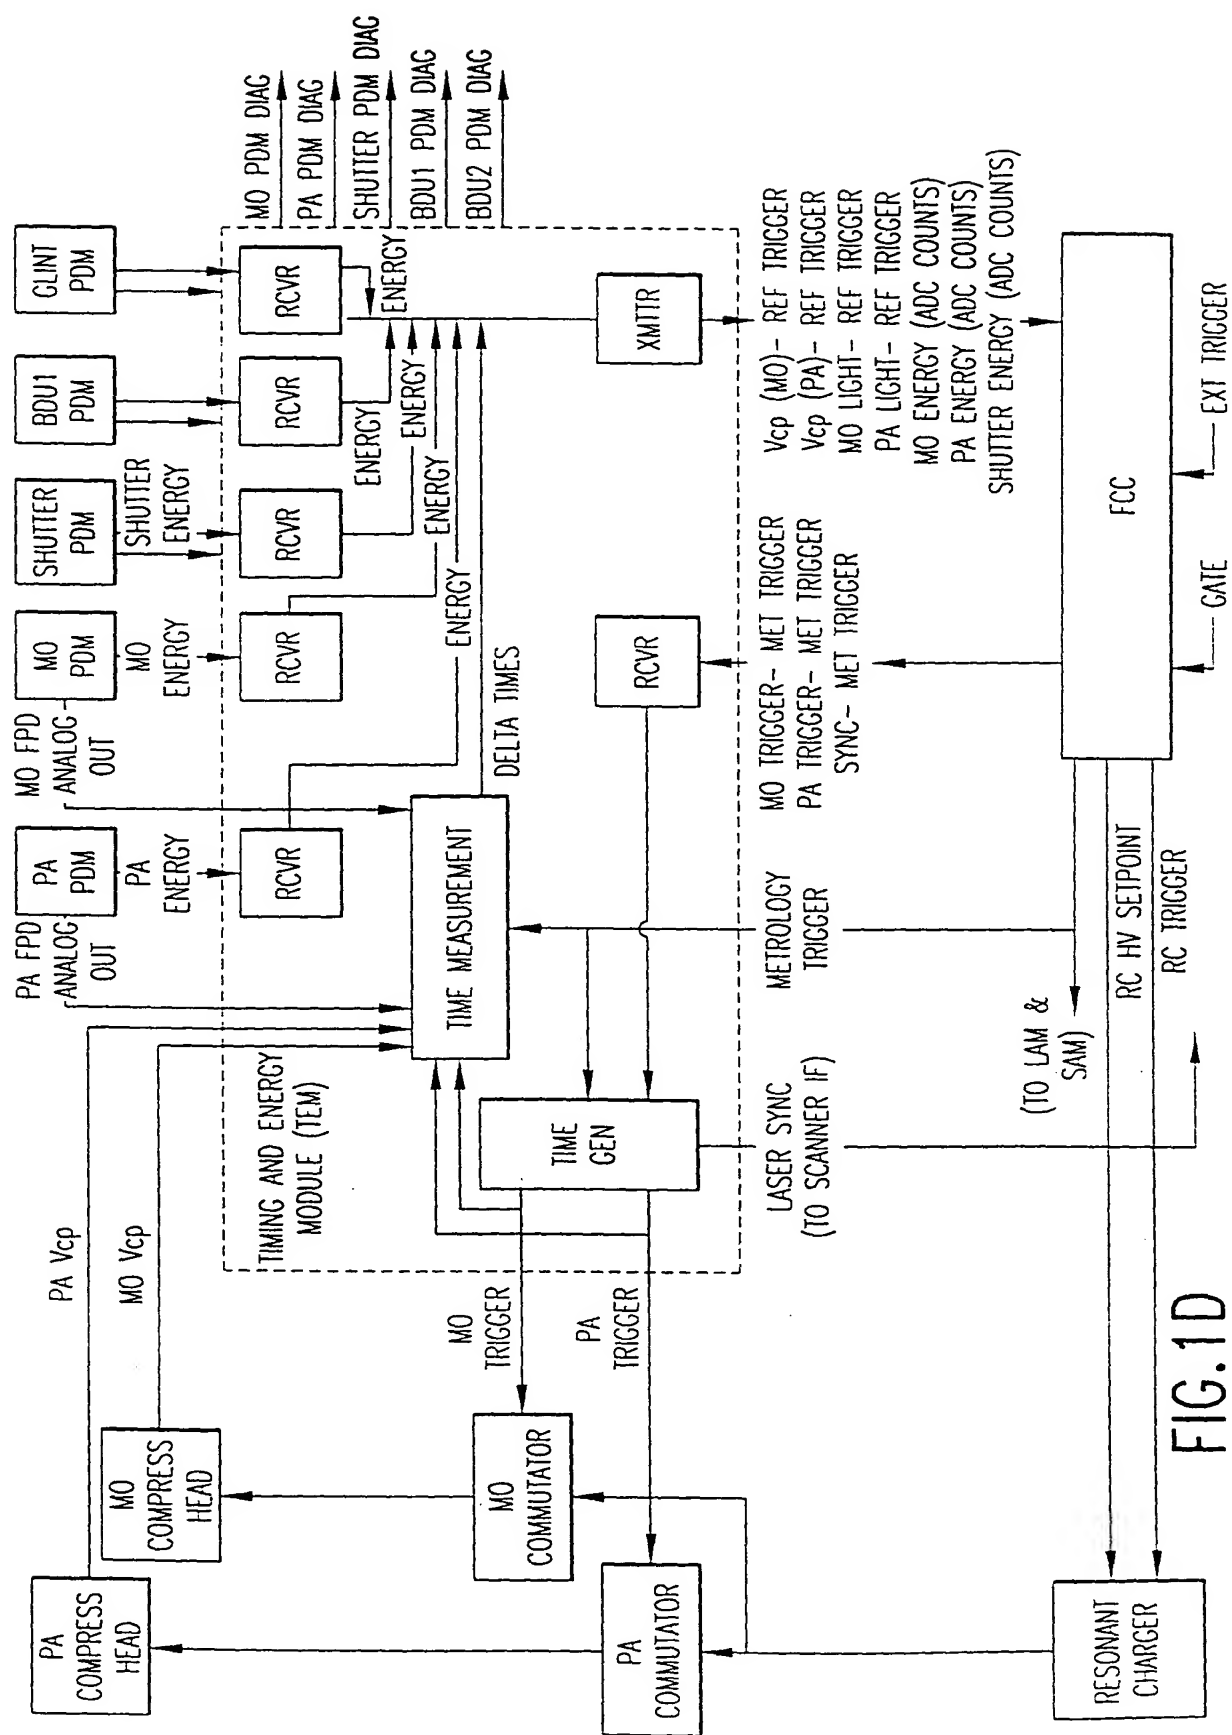 PA
COMPRESS
HEAD
MO
COMPRESS
HEAD
PA Vcp
MO Vcp
PA FPD
ANALOG
OUT
PA
PDM
PA
ENERGY
MO FPD
ANALOG
OUT
MO
PDM
MO
ENERGY
SHUTTER
PDM
SHUTTER
ENERGY
BDU1
PDM
GLINT
PDM
TIMING AND ENERGY
MODULE (TEM)
RCVR
RCVR
RCVR
RCVR
RCVR
ENERGY
ENERGY
ENERGY
ENERGY
ENERGY
MO PDM DIAG
PA PDM DIAG
SHUTTER PDM DIAG
BDU1 PDM DIAG
BDU2 PDM DIAG
TIME MEASUREMENT
DELTA TIMES
MO
COMMUTATOR
MO
TRIGGER
TIME
GEN
PA
COMMUTATOR
PA
TRIGGER
RCVR
XMTTR
LASER SYNC
(TO SCANNER IF)
METROLOGY
TRIGGER
MO TRIGGER– MET TRIGGER
PA TRIGGER– MET TRIGGER
SYNC– MET TRIGGER
Vcp (MO)– REF TRIGGER
Vcp (PA)– REF TRIGGER
MO LIGHT– REF TRIGGER
PA LIGHT– REF TRIGGER
MO ENERGY (ADC COUNTS)
PA ENERGY (ADC COUNTS)
SHUTTER ENERGY (ADC COUNTS)
(TO LAM &
SAM)
RESONANT
CHARGER
RC HV SETPOINT
RC TRIGGER
FCC
GATE
EXT TRIGGER
FIG.1D